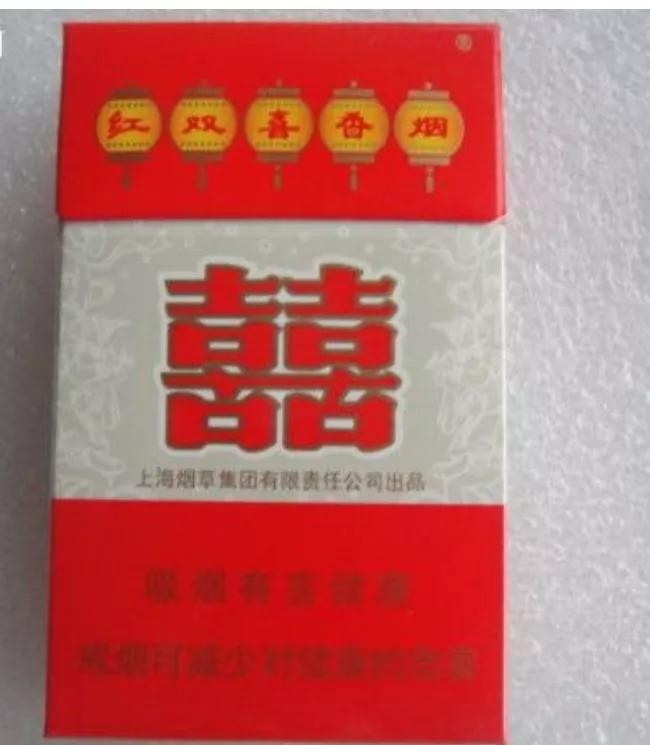 ®
红双喜香烟
囍
上海烟草集团有限责任公司出品
吸烟有害健康
戒烟可减少对健康的危害